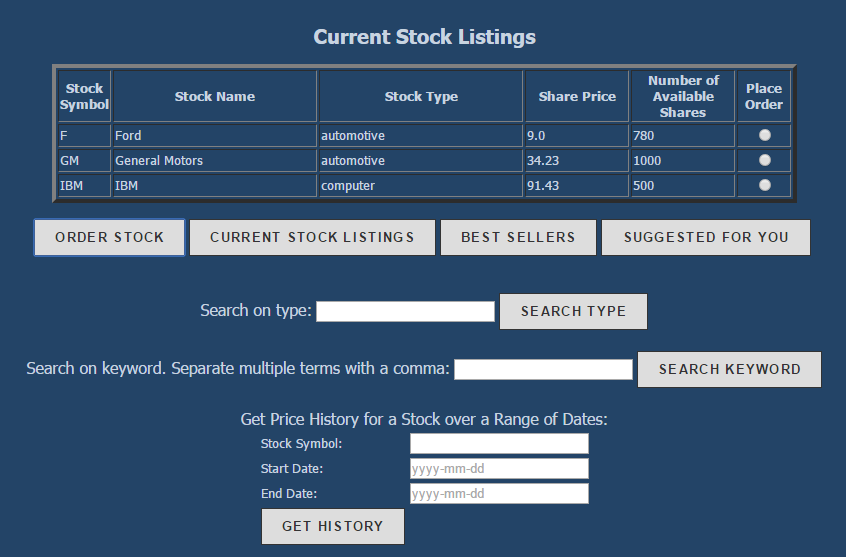 Current Stock Listings
Stock Symbol Stock Name Stock Type Share Price Number of Available Shares Place Order
F Ford automotive 9.0 780
GM General Motors automotive 34.23 1000
IBM IBM computer 91.43 500
ORDER STOCK CURRENT STOCK LISTINGS BEST SELLERS SUGGESTED FOR YOU
Search on type: SEARCH TYPE
Search on keyword. Separate multiple terms with a comma: SEARCH KEYWORD
Get Price History for a Stock over a Range of Dates:
Stock Symbol:
Start Date: yyyy-mm-dd
End Date: yyyy-mm-dd
GET HISTORY